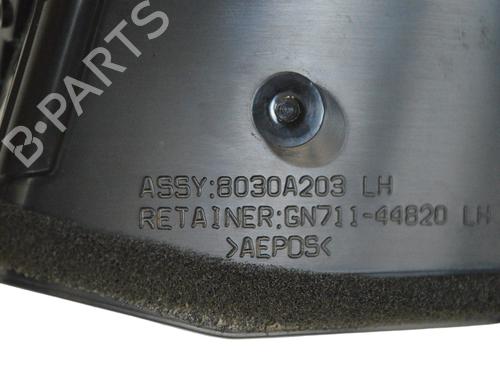 B-PARTS
ASSY:8030A203 LH
RETAINER:GN711-44820 LH
>AEPDS<